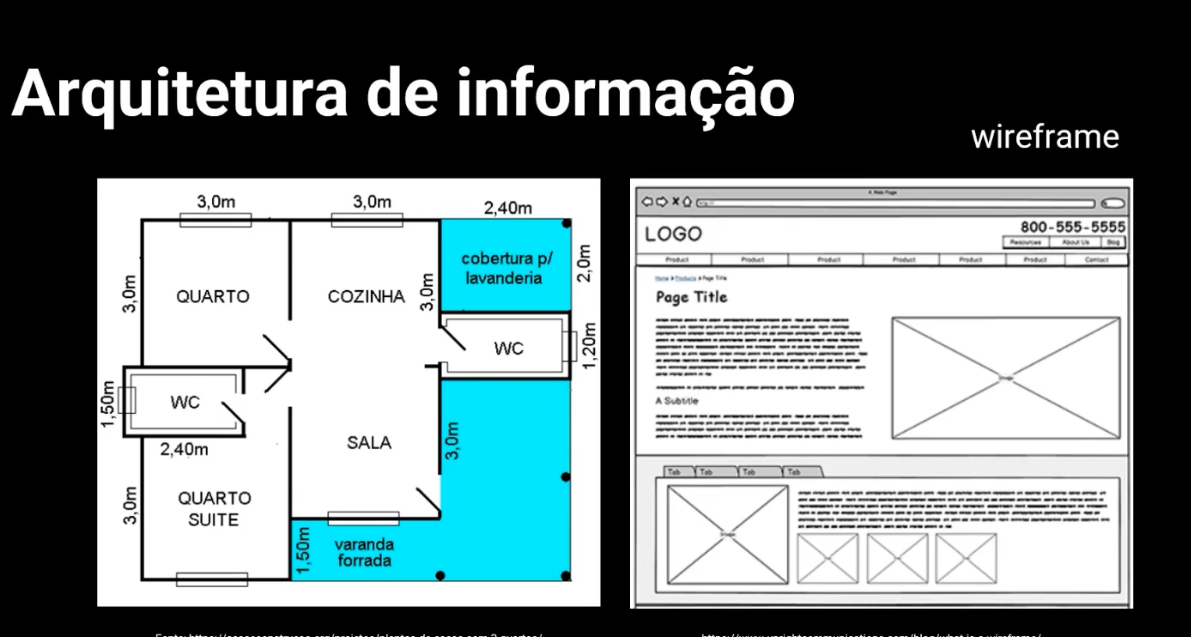 Arquitetura de informação
wireframe
3,0m
3,0m
2,40m
3,0m
QUARTO
COZINHA
3,0m
cobertura p/
lavanderia
2,0m
WC
1,20m
1,50m
WC
2,40m
SALA
3,0m
3,0m
QUARTO
SUITE
1,50m
varanda
forrada
A Web Page
LOGO
800-555-5555
Resources
About Us
Blog
Product
Product
Product
Product
Product
Product
Contact
Home > Products > Page Title
Page Title
Image
A Subtitle
Tab
Tab
Tab
Tab
Image